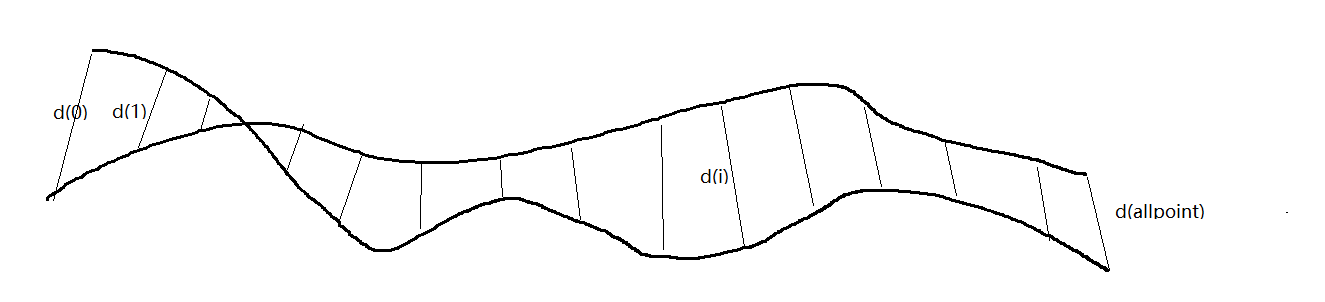 d(0)
d(1)
d(i)
d(allpoint)